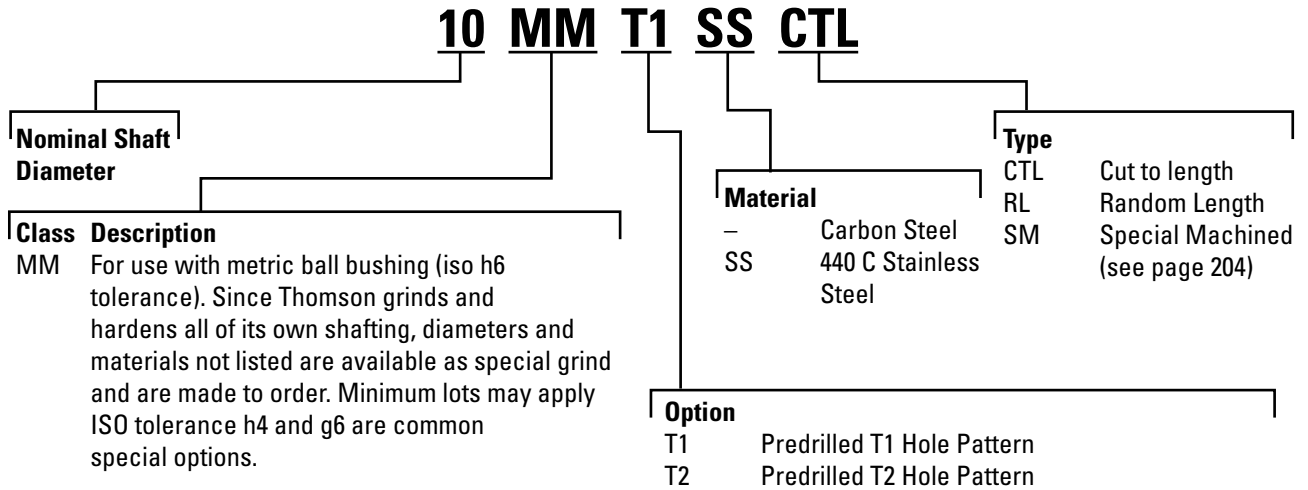 10 MM T1 SS CTL
Nominal Shaft
Diameter
Class Description
MM For use with metric ball bushing (iso h6
tolerance). Since Thomson grinds and
hardens all of its own shafting, diameters and
materials not listed are available as special grind
and are made to order. Minimum lots may apply
ISO tolerance h4 and g6 are common
special options.
Material
– Carbon Steel
SS 440 C Stainless
Steel
Type
CTL Cut to length
RL Random Length
SM Special Machined
(see page 204)
Option
T1 Predrilled T1 Hole Pattern
T2 Predrilled T2 Hole Pattern